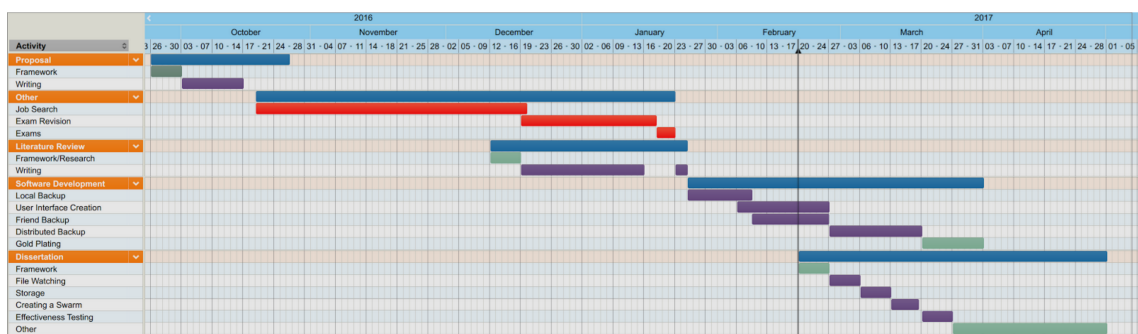 2016 2017
October November December January February March April
Activity 3 26 - 30 03 - 07 10 - 14 17 - 21 24 - 28 31 - 04 07 - 11 14 - 18 21 - 25 28 - 02 05 - 09 12 - 16 19 - 23 26 - 30 02 - 06 09 - 13 16 - 20 23 - 27 30 - 03 06 - 10 13 - 17 20 - 24 27 - 03 06 - 10 13 - 17 20 - 24 27 - 31 03 - 07 10 - 14 17 - 21 24 - 28 01 - 05
Proposal
Framework
Writing
Other
Job Search
Exam Revision
Exams
Literature Review
Framework/Research
Writing
Software Development
Local Backup
User Interface Creation
Friend Backup
Distributed Backup
Gold Plating
Dissertation
Framework
File Watching
Storage
Creating a Swarm
Effectiveness Testing
Other